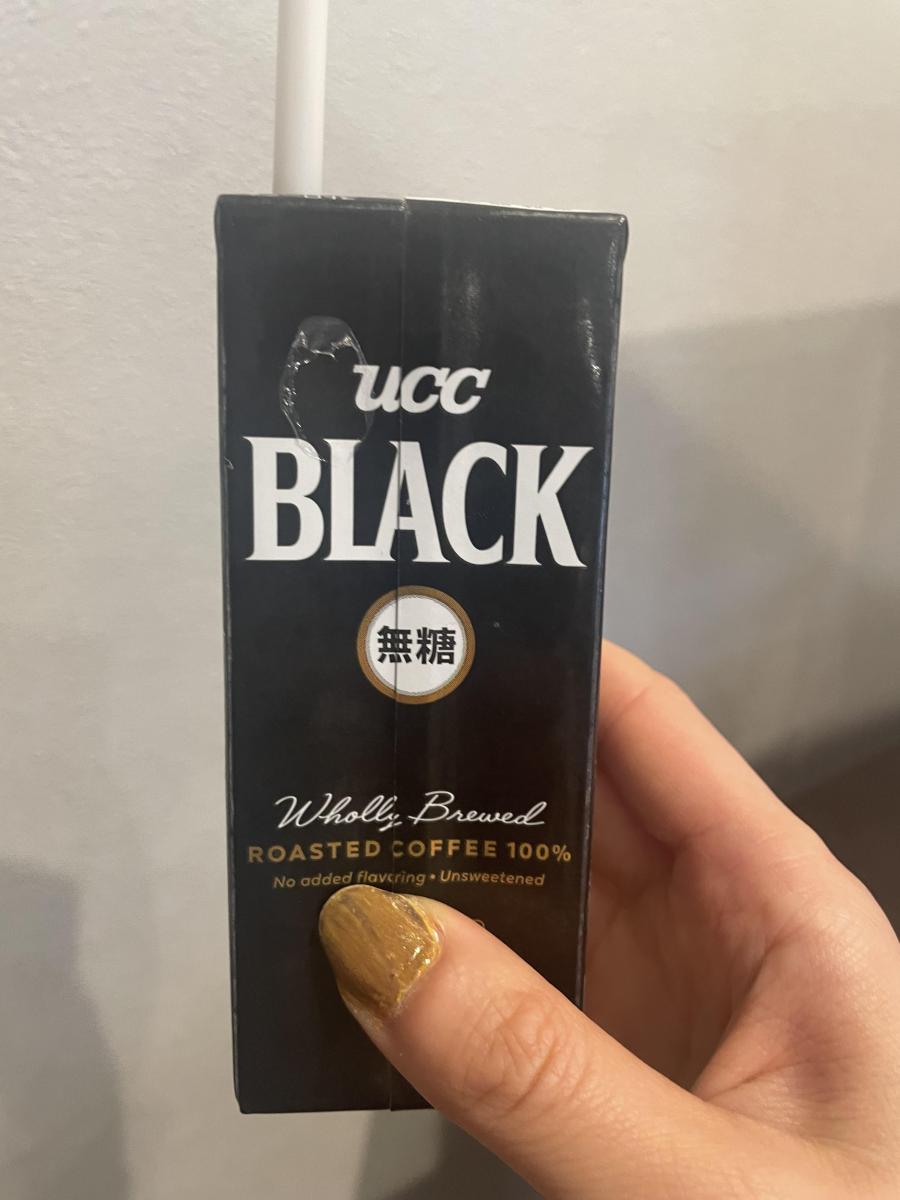 ucc
BLACK
無糖
Wholly Brewed
ROASTED COFFEE 100%
No added flavoring • Unsweetened